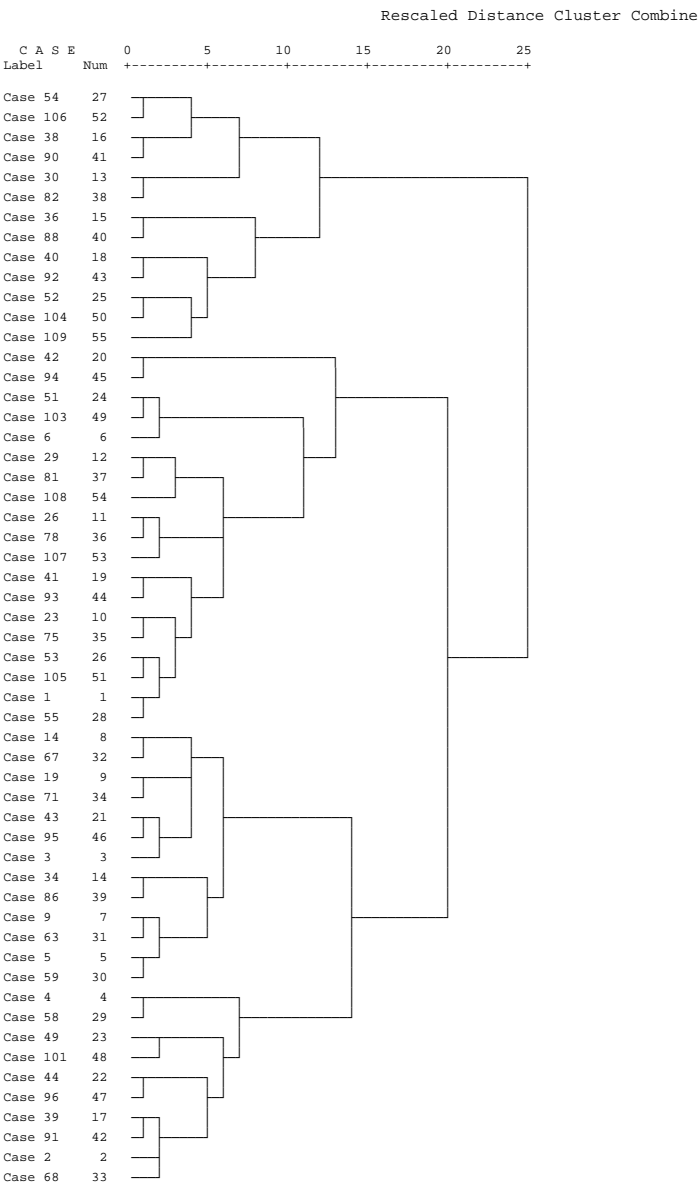 Rescaled Distance Cluster Combine
C A S E 0 5 10 15 20 25
Label Num +---------+---------+---------+---------+---------+
Case 54 27
Case 106 52
Case 38 16
Case 90 41
Case 30 13
Case 82 38
Case 36 15
Case 88 40
Case 40 18
Case 92 43
Case 52 25
Case 104 50
Case 109 55
Case 42 20
Case 94 45
Case 51 24
Case 103 49
Case 6 6
Case 29 12
Case 81 37
Case 108 54
Case 26 11
Case 78 36
Case 107 53
Case 41 19
Case 93 44
Case 23 10
Case 75 35
Case 53 26
Case 105 51
Case 1 1
Case 55 28
Case 14 8
Case 67 32
Case 19 9
Case 71 34
Case 43 21
Case 95 46
Case 3 3
Case 34 14
Case 86 39
Case 9 7
Case 63 31
Case 5 5
Case 59 30
Case 4 4
Case 58 29
Case 49 23
Case 101 48
Case 44 22
Case 96 47
Case 39 17
Case 91 42
Case 2 2
Case 68 33